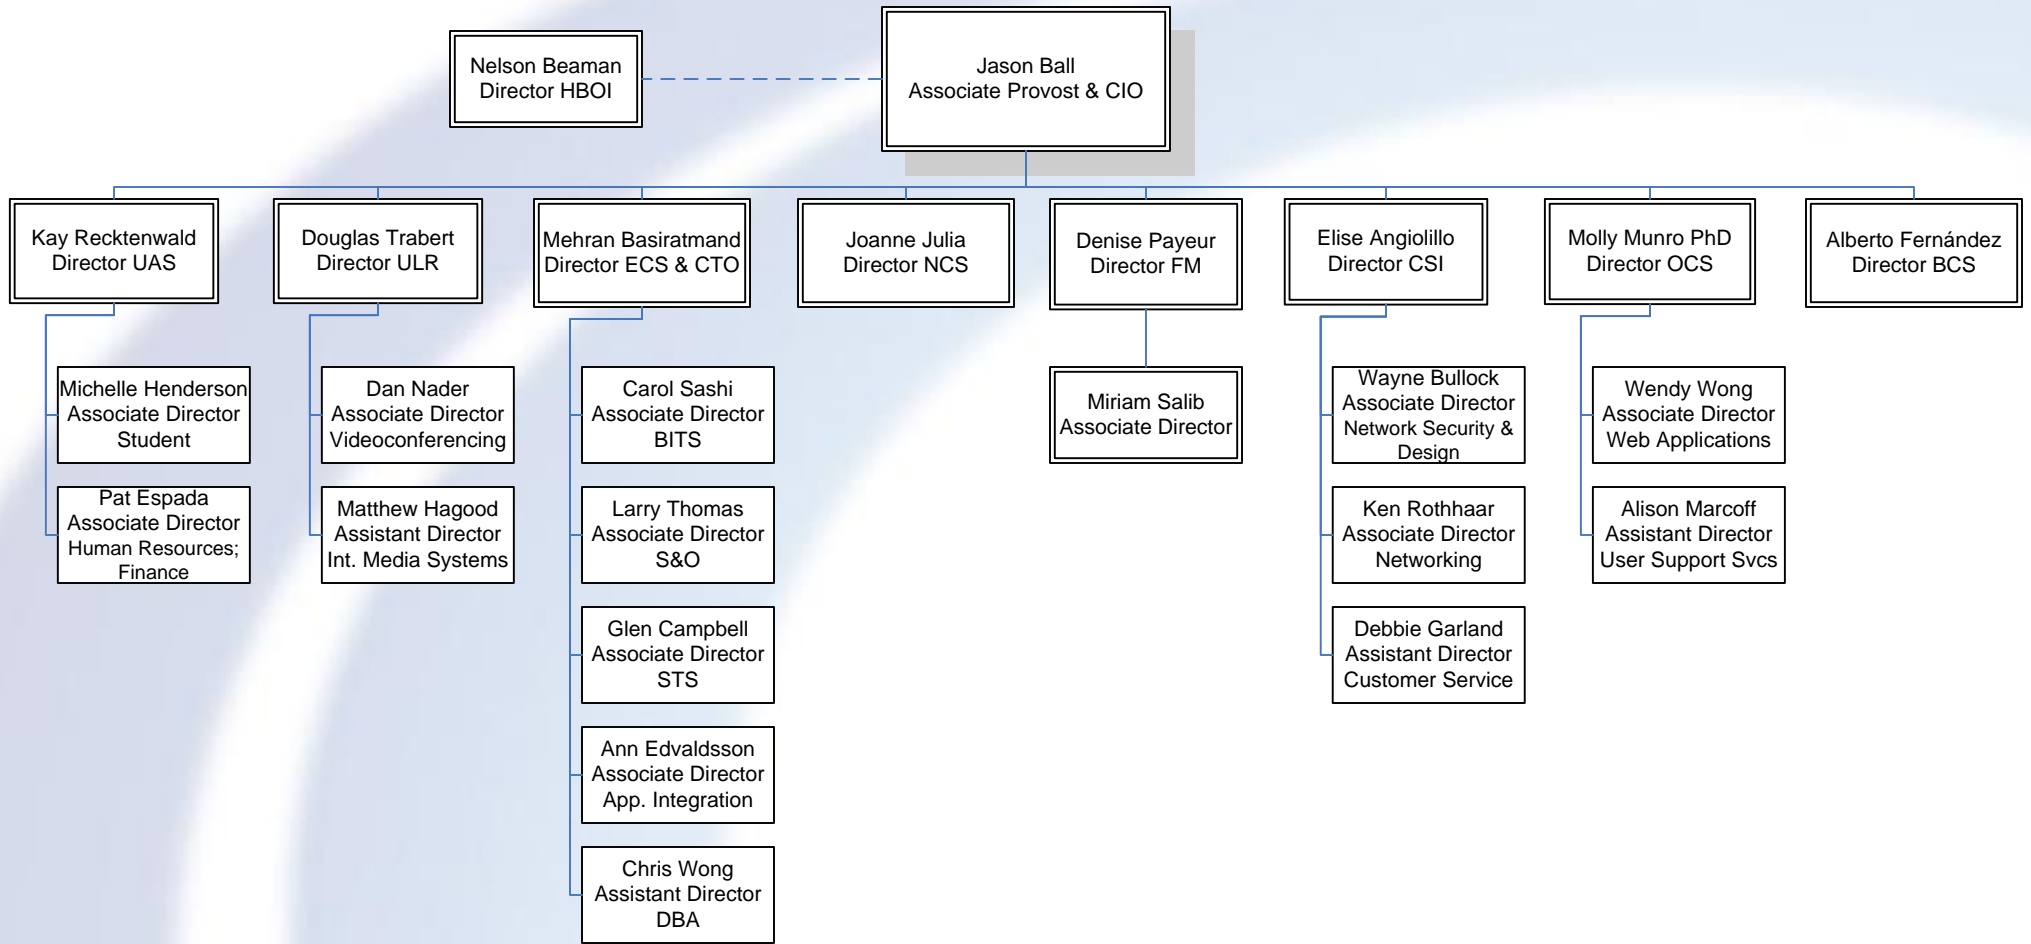 Nelson Beaman
Director HBOI
Jason Ball
Associate Provost & CIO
Kay Recktenwald
Director UAS
Douglas Trabert
Director ULR
Mehran Basiratmand
Director ECS & CTO
Joanne Julia
Director NCS
Denise Payeur
Director FM
Elise Angiolillo
Director CSI
Molly Munro PhD
Director OCS
Alberto Fernández
Director BCS
Michelle Henderson
Associate Director
Student
Pat Espada
Associate Director
Human Resources;
Finance
Dan Nader
Associate Director
Videoconferencing
Matthew Hagood
Assistant Director
Int. Media Systems
Carol Sashi
Associate Director
BITS
Larry Thomas
Associate Director
S&O
Glen Campbell
Associate Director
STS
Ann Edvaldsson
Associate Director
App. Integration
Chris Wong
Assistant Director
DBA
Miriam Salib
Associate Director
Wayne Bullock
Associate Director
Network Security &
Design
Ken Rothhaar
Associate Director
Networking
Debbie Garland
Assistant Director
Customer Service
Wendy Wong
Associate Director
Web Applications
Alison Marcoff
Assistant Director
User Support Svcs